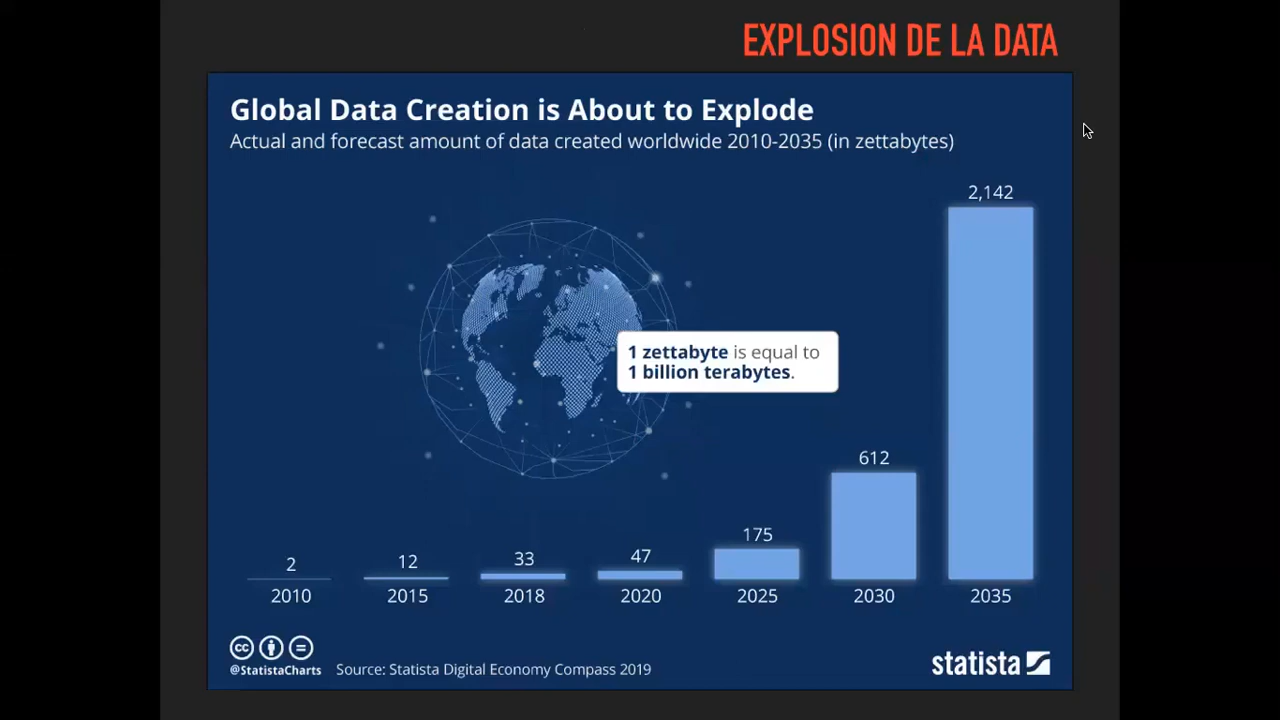 EXPLOSION DE LA DATA
Global Data Creation is About to Explode
Actual and forecast amount of data created worldwide 2010-2035 (in zettabytes)
2,142
1 zettabyte is equal to
1 billion terabytes.
612
175
47
33
12
2
2010 2015 2018 2020 2025 2030 2035
cc
@StatistaCharts Source: Statista Digital Economy Compass 2019
statista